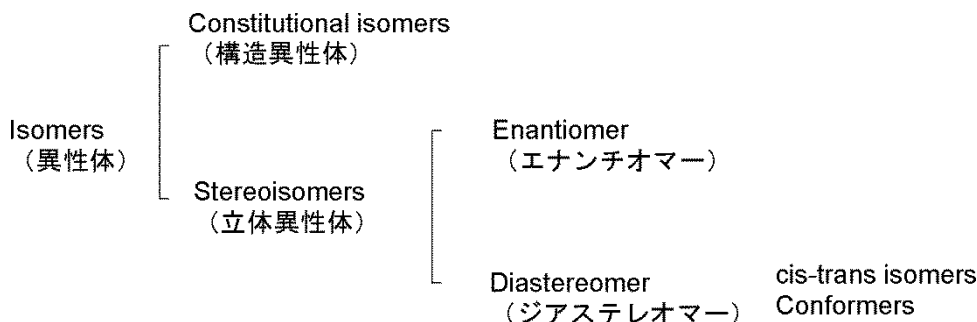 Constitutional isomers
（構造異性体）
Isomers
（異性体）
Stereoisomers
（立体異性体）
Enantiomer
（エナンチオマー）
Diastereomer
（ジアステレオマー）
cis-trans isomers
Conformers